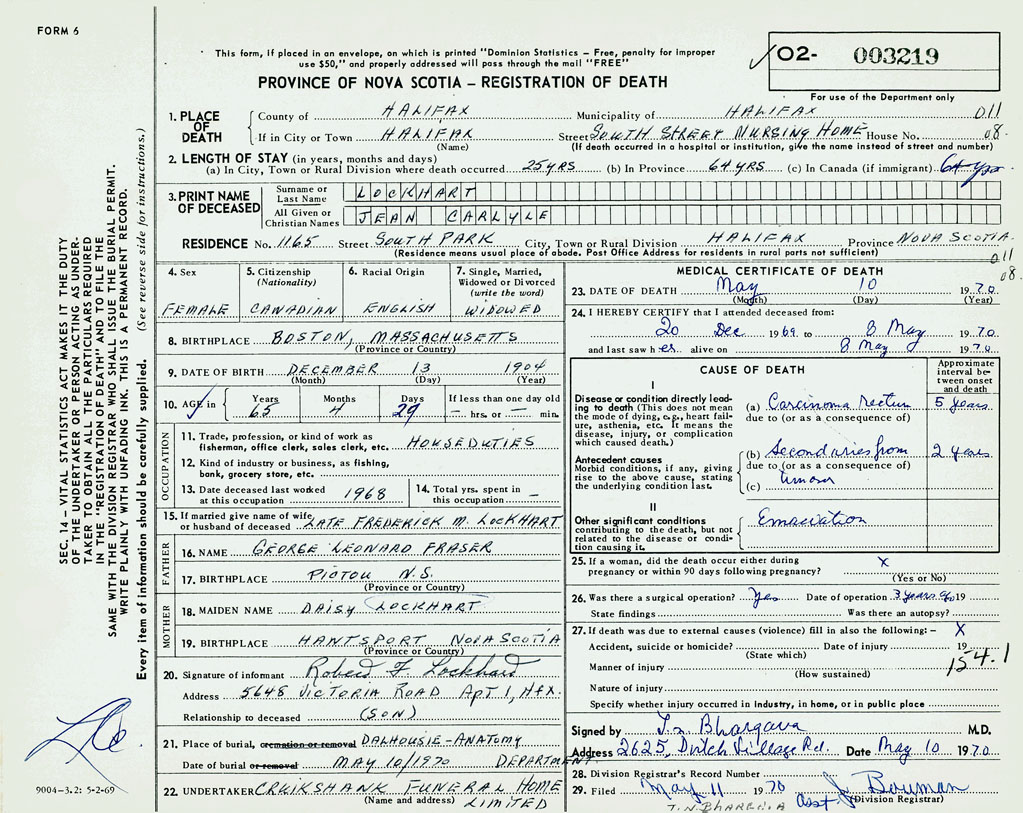 FORM 6
This form, if placed in an envelope, on which is printed "Dominion Statistics – Free, penalty for improper
use $50," and properly addressed will pass through the mail "FREE"
PROVINCE OF NOVA SCOTIA – REGISTRATION OF DEATH
✓ 02- 003219
For use of the Department only
SEC. 14 – VITAL STATISTICS ACT MAKES IT THE DUTY
OF THE UNDERTAKER OR PERSON ACTING AS UNDER-
TAKER TO OBTAIN ALL THE PARTICULARS REQUIRED
IN THE "REGISTRATION OF DEATH" AND TO FILE THE
SAME WITH THE DIVISION REGISTRAR WHO SHALL ISSUE THE BURIAL PERMIT.
WRITE PLAINLY WITH UNFADING INK. THIS IS A PERMANENT RECORD.
Every item of information should be carefully supplied. (See reverse side for instructions.)
1. PLACE OF DEATH
County of HALIFAX Municipality of HALIFAX 011
If in City or Town HALIFAX Street SOUTH STREET NURSING HOME House No. 08
(Name) (If death occurred in a hospital or institution, give the name instead of street and number)
2. LENGTH OF STAY (in years, months and days)
(a) In City, Town or Rural Division where death occurred 25 YRS (b) In Province 64 YRS (c) In Canada (if immigrant) 64 yrs
3. PRINT NAME OF DECEASED
Surname or Last Name LOCKHART
All Given or Christian Names JEAN CARLYLE
RESIDENCE No. 1165 Street SOUTH PARK City, Town or Rural Division HALIFAX Province NOVA SCOTIA
(Residence means usual place of abode. Post Office Address for residents in rural parts not sufficient) 011
08
4. Sex 5. Citizenship (Nationality) 6. Racial Origin 7. Single, Married, Widowed or Divorced (write the word)
FEMALE CANADIAN ENGLISH WIDOWED
8. BIRTHPLACE BOSTON, MASSACHUSETTS
(Province or Country)
9. DATE OF BIRTH DECEMBER 13 1904
(Month) (Day) (Year)
10. AGE in Years Months Days If less than one day old
65 4 29 – hrs. or – min.
OCCUPATION
11. Trade, profession, or kind of work as fisherman, office clerk, sales clerk, etc. HOUSEDUTIES
12. Kind of industry or business, as fishing, bank, grocery store, etc.
13. Date deceased last worked at this occupation 1968 14. Total yrs. spent in this occupation –
15. If married give name of wife or husband of deceased LATE FREDERICK M. LOCKHART
FATHER
16. NAME GEORGE LEONARD FRASER
17. BIRTHPLACE PICTOU N.S.
(Province or Country)
MOTHER
18. MAIDEN NAME DAISY LOCKHART
19. BIRTHPLACE HANTSPORT NOVA SCOTIA
(Province or Country)
20. Signature of informant Robert F Lockhart
Address 5648 VICTORIA ROAD APT 1, HFX.
Relationship to deceased (SON)
21. Place of burial, cremation or removal DALHOUSIE-ANATOMY
Date of burial or removal MAY 10/1970 DEPARTMENT
22. UNDERTAKER CRUIKSHANK FUNERAL HOME
(Name and address) LIMITED
9004-3.2: 5-2-69
MEDICAL CERTIFICATE OF DEATH
23. DATE OF DEATH May 10 1970
(Month) (Day) (Year)
24. I HEREBY CERTIFY that I attended deceased from:
20 Dec 1969 to 8 May 1970
and last saw her alive on 8 May 1970
CAUSE OF DEATH
Approximate interval between onset and death
I
Disease or condition directly leading to death (This does not mean the mode of dying, e.g., heart failure, asthenia, etc. It means the disease, injury, or complication which caused death.)
(a) Carcinoma rectum 5 years
due to (or as a consequence of)
Antecedent causes
Morbid conditions, if any, giving rise to the above cause, stating the underlying condition last.
(b) Secondaries from 2 years
due to (or as a consequence of)
(c) tumour
II
Other significant conditions contributing to the death, but not related to the disease or condition causing it.
Emaciation
25. If a woman, did the death occur either during pregnancy or within 90 days following pregnancy? X
(Yes or No)
26. Was there a surgical operation? Yes Date of operation 3 years ago 19
State findings Was there an autopsy?
27. If death was due to external causes (violence) fill in also the following:– X
Accident, suicide or homicide? Date of injury 19
(State which) 154.1
Manner of injury
(How sustained)
Nature of injury
Specify whether injury occurred in industry, in home, or in public place
Signed by T.N. Bhargava M.D.
Address 2625, Dutch Village Rd. Date May 10 1970
28. Division Registrar's Record Number
29. Filed May 11 1970 asst. J Bowman
(Division Registrar)